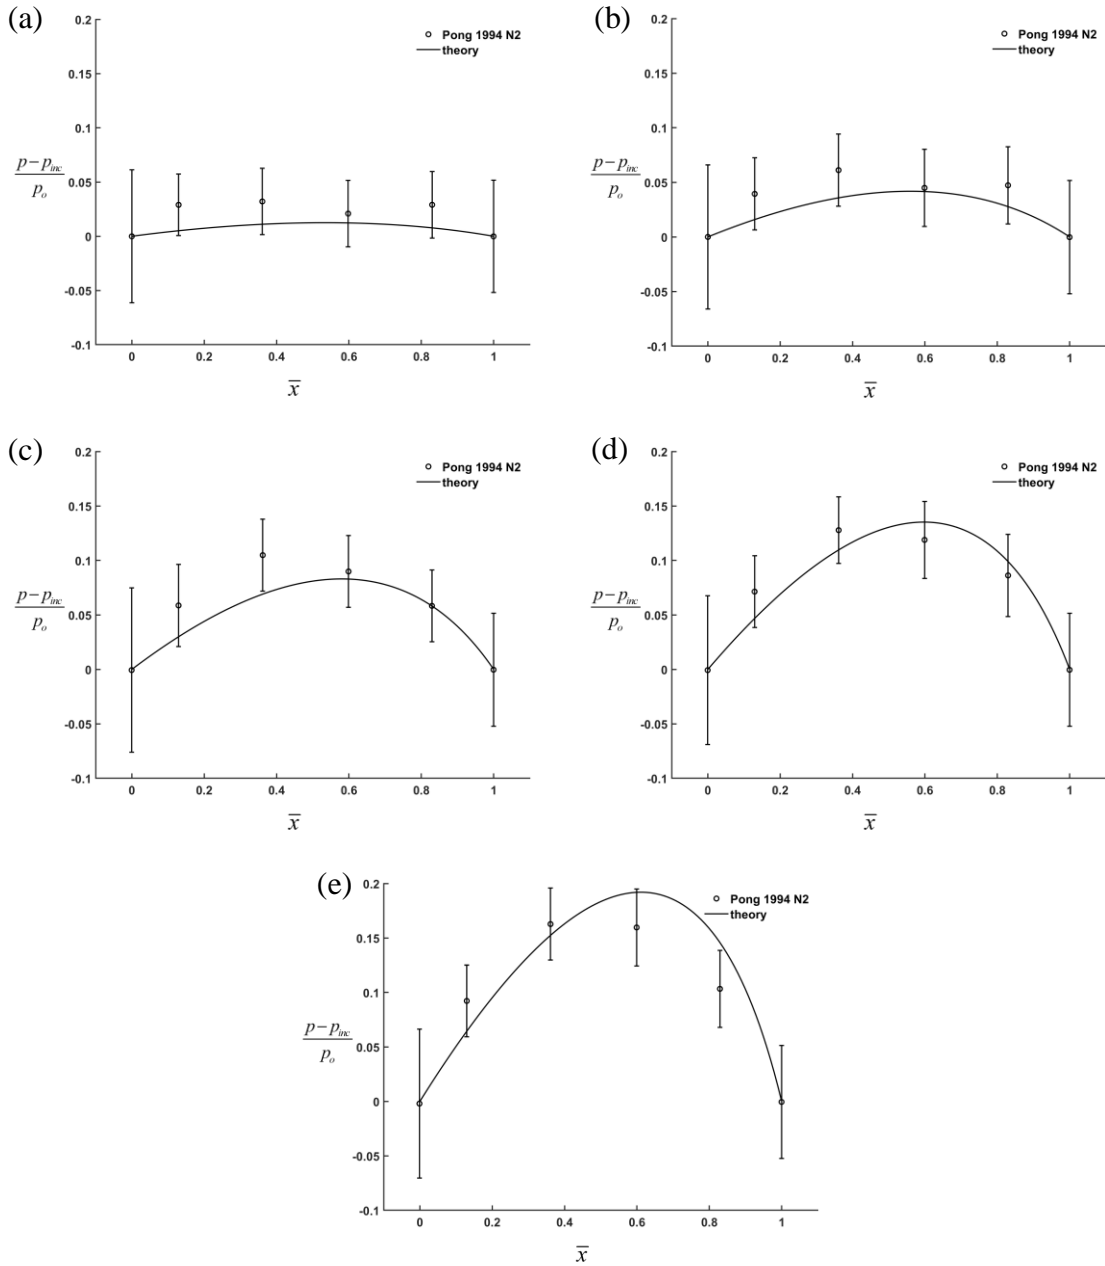 (a)
0.2
0.15
0.1
0.05
0
-0.05
-0.1
p − p_inc
p_o
Pong 1994 N2
theory
0 0.2 0.4 0.6 0.8 1
x̅
(b)
0.2
0.15
0.1
0.05
0
-0.05
-0.1
p − p_inc
p_o
Pong 1994 N2
theory
0 0.2 0.4 0.6 0.8 1
x̅
(c)
0.2
0.15
0.1
0.05
0
-0.05
-0.1
p − p_inc
p_o
Pong 1994 N2
theory
0 0.2 0.4 0.6 0.8 1
x̅
(d)
0.2
0.15
0.1
0.05
0
-0.05
-0.1
p − p_inc
p_o
Pong 1994 N2
theory
0 0.2 0.4 0.6 0.8 1
x̅
(e)
0.2
0.15
0.1
0.05
0
-0.05
-0.1
p − p_inc
p_o
Pong 1994 N2
theory
0 0.2 0.4 0.6 0.8 1
x̅